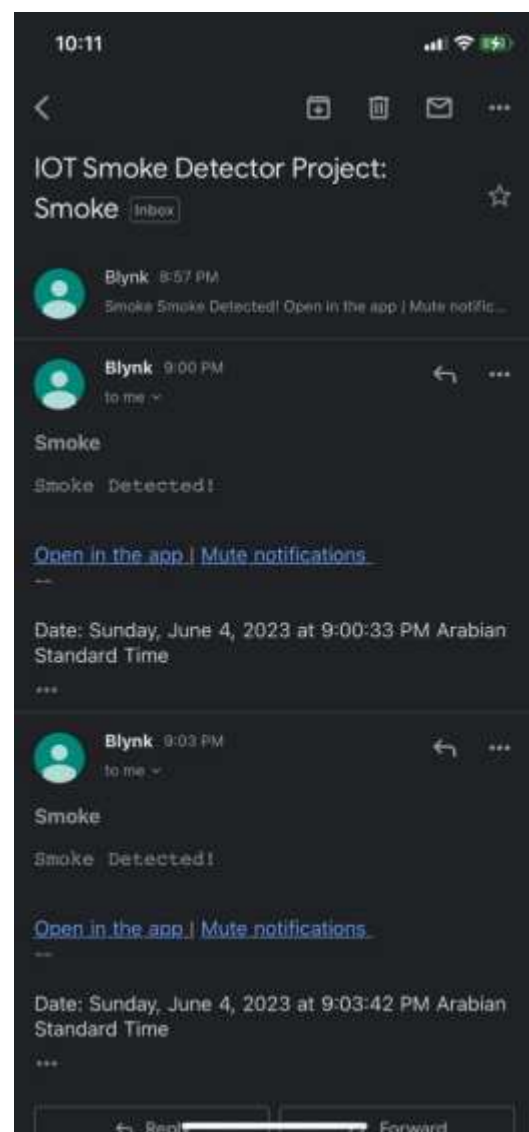 10:11
IOT Smoke Detector Project:
Smoke Inbox
Blynk 8:57 PM
Smoke Smoke Detected! Open in the app | Mute notific...
Blynk 9:00 PM
to me
Smoke
Smoke Detected!
Open in the app | Mute notifications
--
Date: Sunday, June 4, 2023 at 9:00:33 PM Arabian
Standard Time
Blynk 9:03 PM
to me
Smoke
Smoke Detected!
Open in the app | Mute notifications
--
Date: Sunday, June 4, 2023 at 9:03:42 PM Arabian
Standard Time
Reply Forward